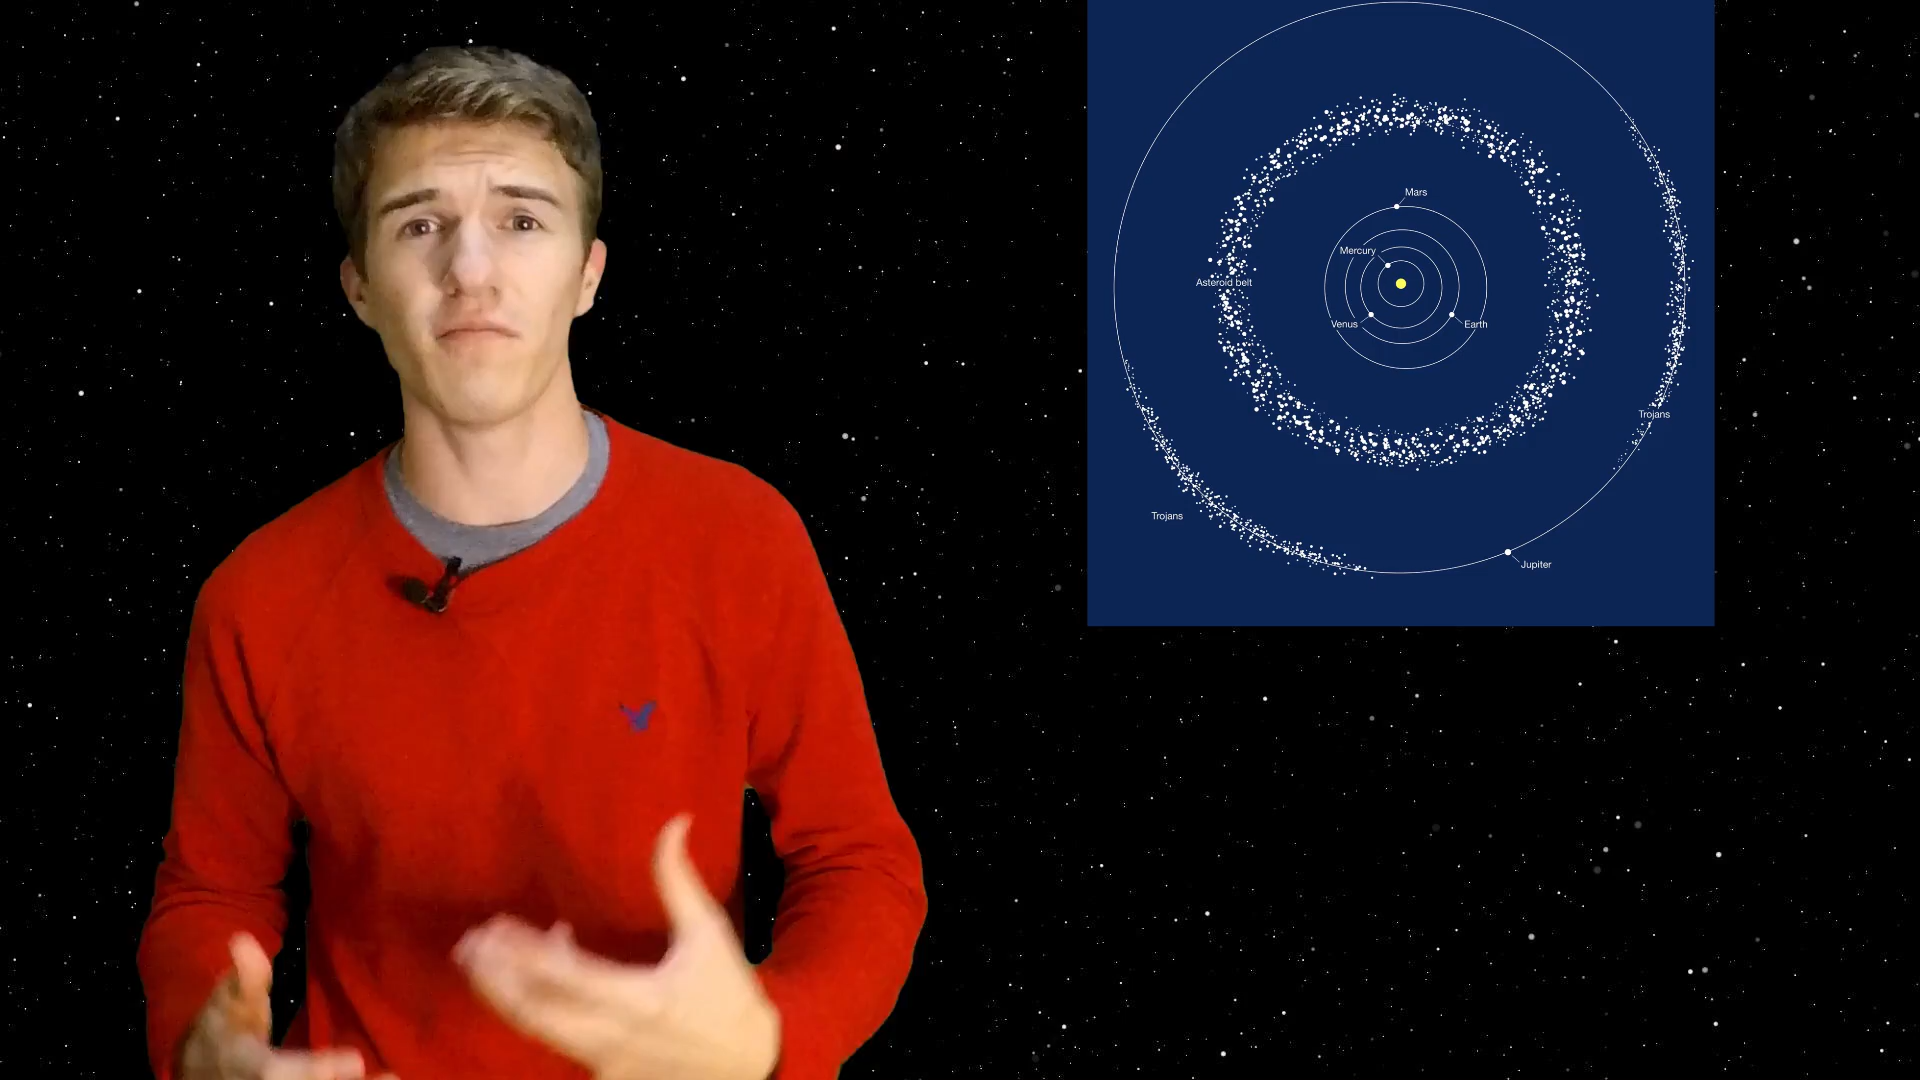 Mars
Mercury
Asteroid belt
Venus
Earth
Trojans
Trojans
Jupiter